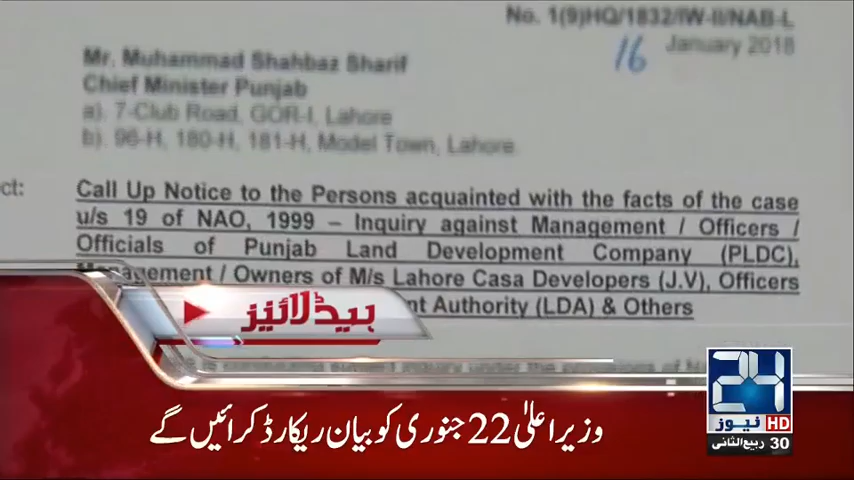 No. 1(9)HQ/1832/IW-II/NAB-L
16 January 2018
Mr. Muhammad Shahbaz Sharif
Chief Minister Punjab
a). 7-Club Road, GOR-I, Lahore
b). 96-H, 180-H, 181-H, Model Town, Lahore
ct:
Call Up Notice to the Persons acquainted with the facts of the case
u/s 19 of NAO, 1999 – Inquiry against Management / Officers /
Officials of Punjab Land Development Company (PLDC),
Management / Owners of M/s Lahore Casa Developers (J.V), Officers
nt Authority (LDA) & Others
ہیڈلائنز
وزیراعلیٰ 22 جنوری کو بیان ریکارڈ کرائیں گے
24
نیوز HD
30 ربیع الثانی